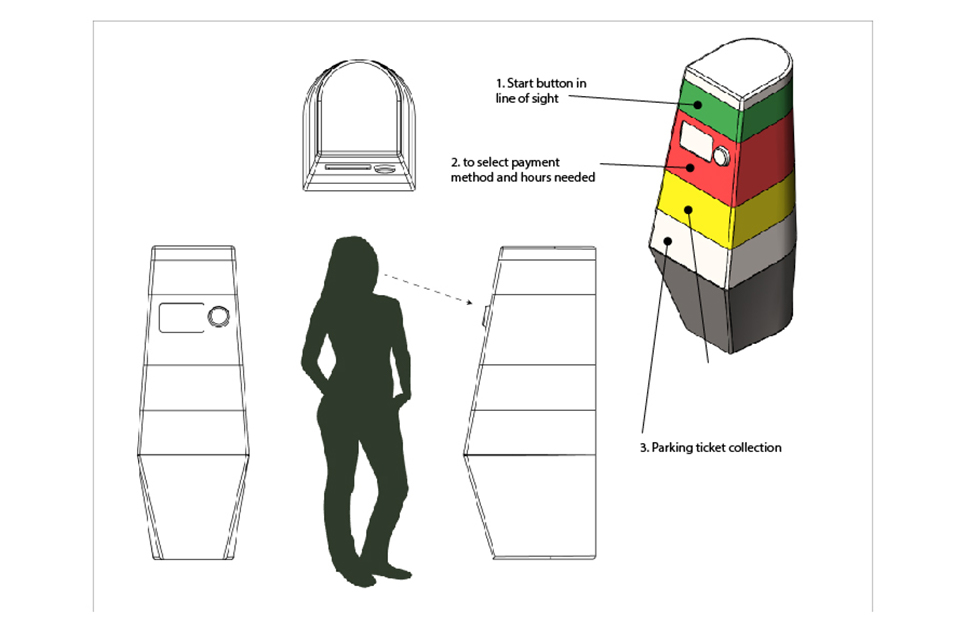 1. Start button in
line of sight
2. to select payment
method and hours needed
3. Parking ticket collection